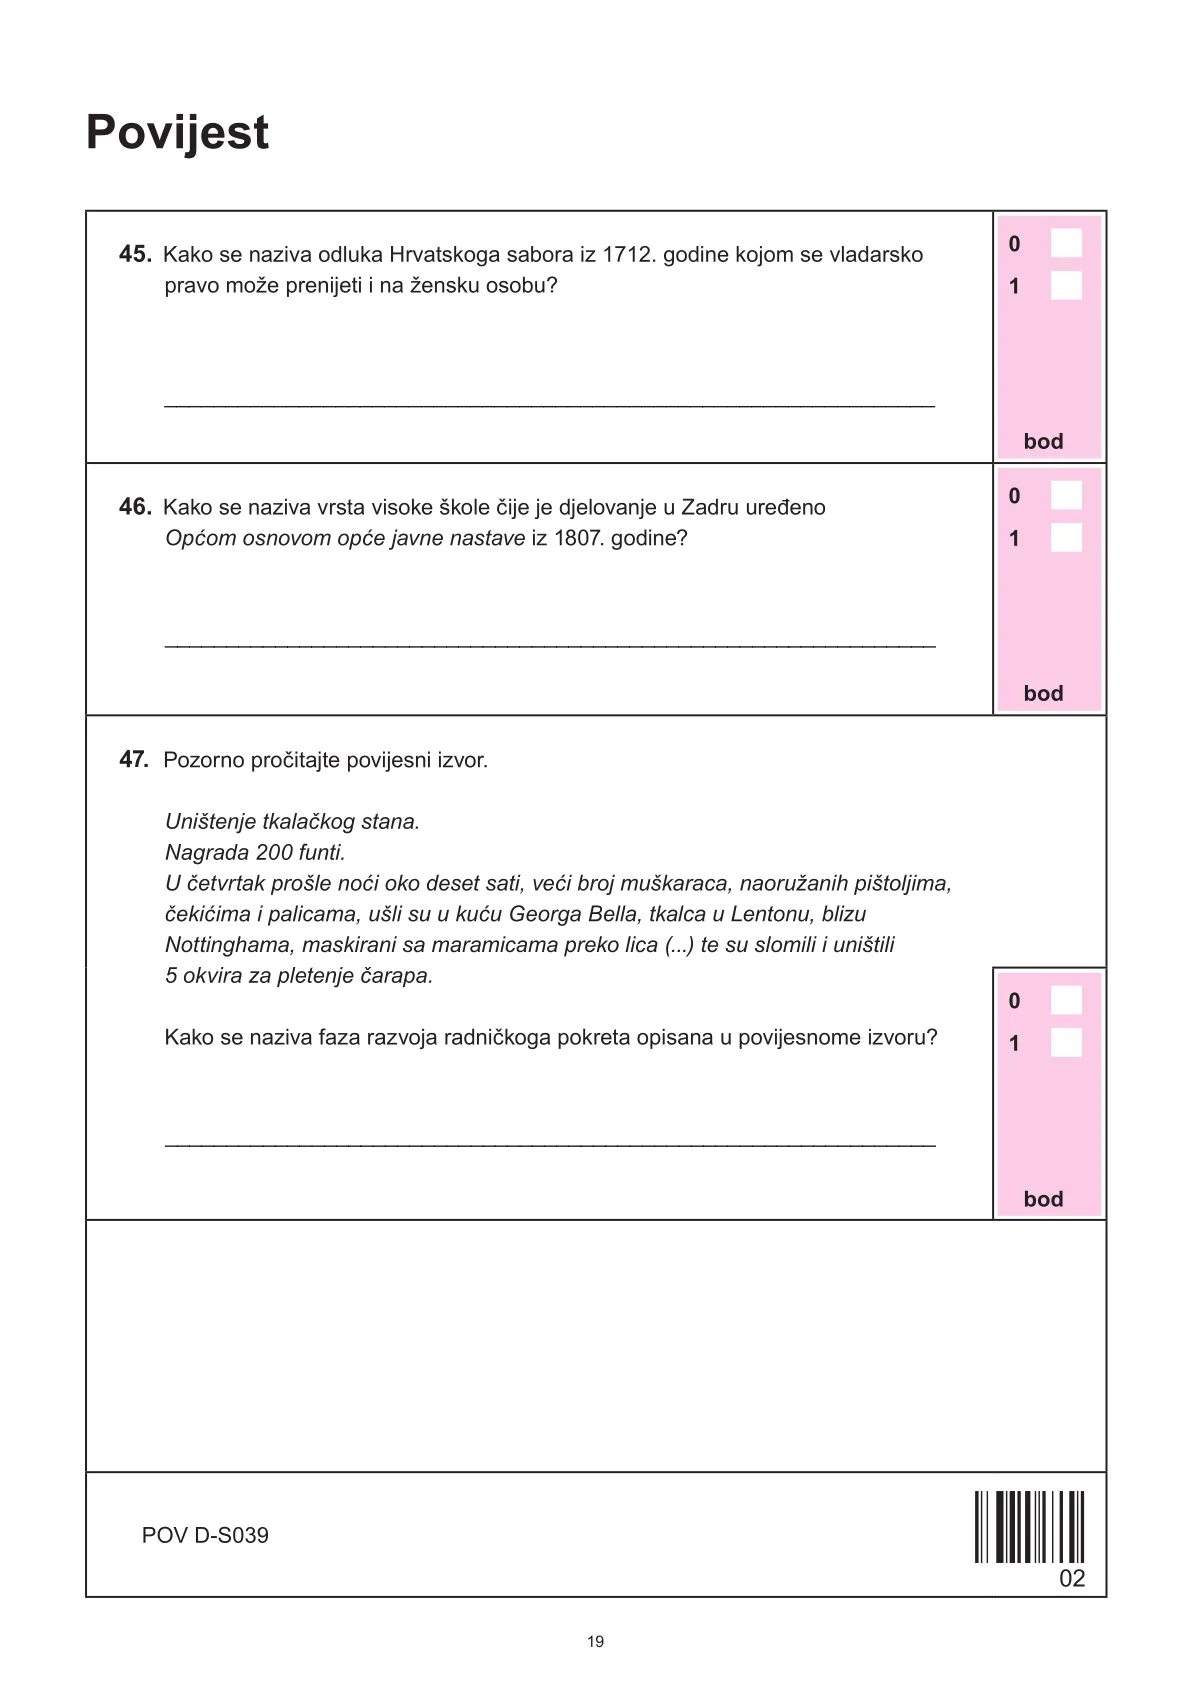 Povijest
45. Kako se naziva odluka Hrvatskoga sabora iz 1712. godine kojom se vladarsko
pravo može prenijeti i na žensku osobu?
0
1
bod
46. Kako se naziva vrsta visoke škole čije je djelovanje u Zadru uređeno
Općom osnovom opće javne nastave iz 1807. godine?
0
1
bod
47. Pozorno pročitajte povijesni izvor.
Uništenje tkalačkog stana.
Nagrada 200 funti.
U četvrtak prošle noći oko deset sati, veći broj muškaraca, naoružanih pištoljima,
čekićima i palicama, ušli su u kuću Georga Bella, tkalca u Lentonu, blizu
Nottinghama, maskirani sa maramicama preko lica (...) te su slomili i uništili
5 okvira za pletenje čarapa.
Kako se naziva faza razvoja radničkoga pokreta opisana u povijesnome izvoru?
0
1
bod
POV D-S039
02
19